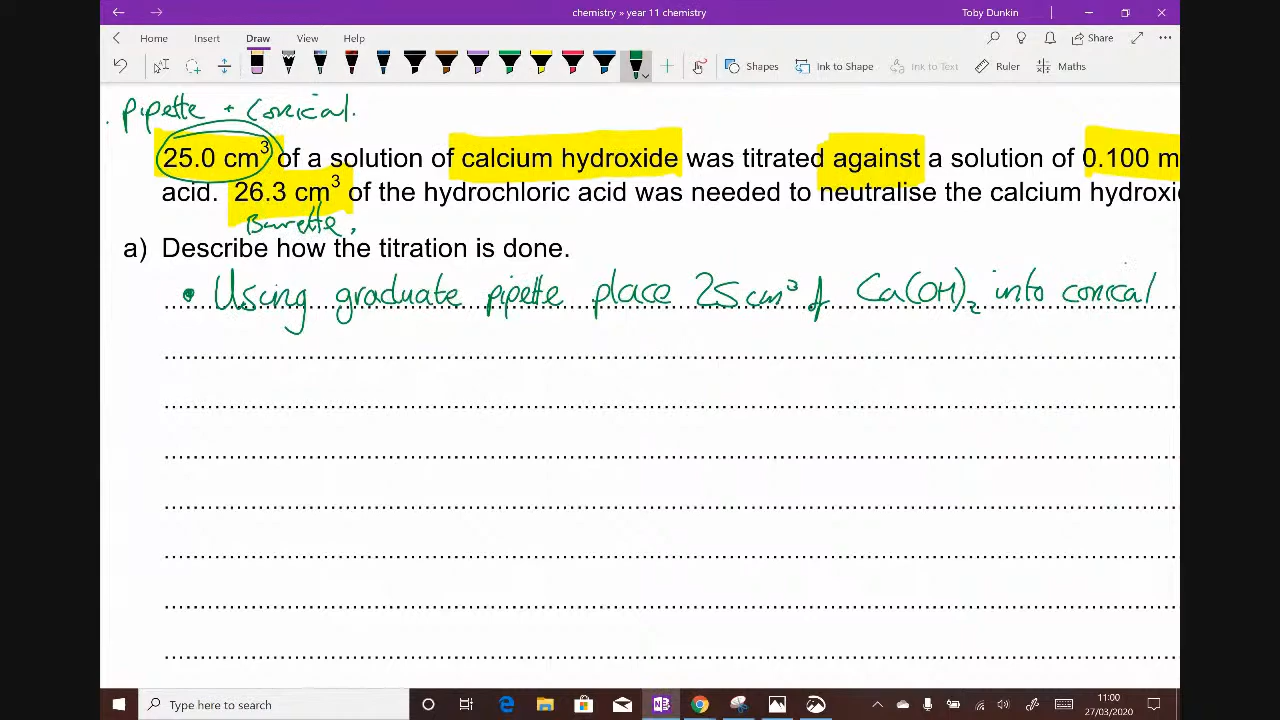 chemistry » year 11 chemistry
Toby Dunkin
Home Insert Draw View Help
Share
Shapes Ink to Shape Ink to Text Ruler Maths
. Pipette + Conical.
25.0 cm³ of a solution of calcium hydroxide was titrated against a solution of 0.100 m
acid. 26.3 cm³ of the hydrochloric acid was needed to neutralise the calcium hydroxi
Burette,
a) Describe how the titration is done.
• Using graduate pipette place 25cm³ of Ca(OH)₂ into conical
Type here to search
11:00
27/03/2020